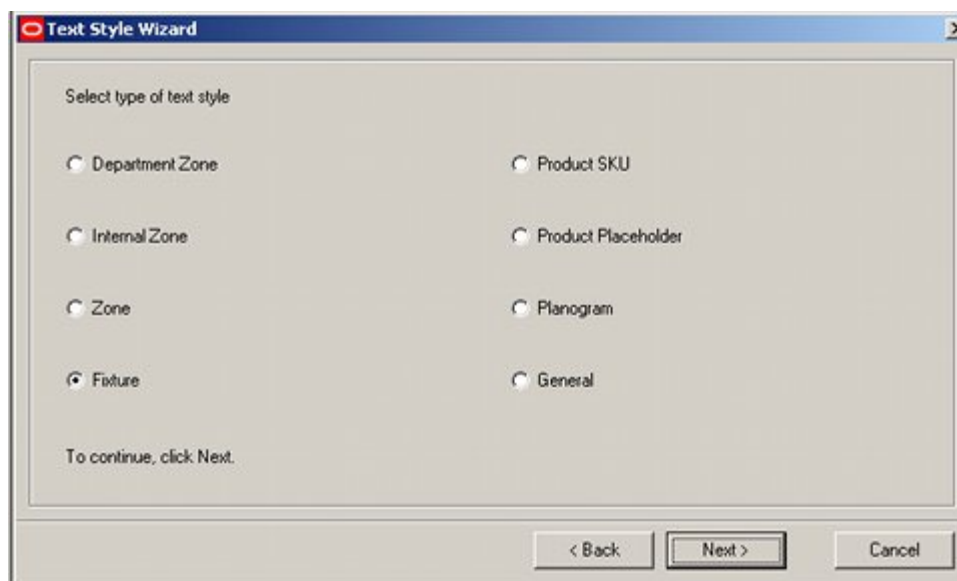 Text Style Wizard
Select type of text style
Department Zone
Product SKU
Internal Zone
Product Placeholder
Zone
Planogram
Fixture
General
To continue, click Next.
< Back
Next >
Cancel